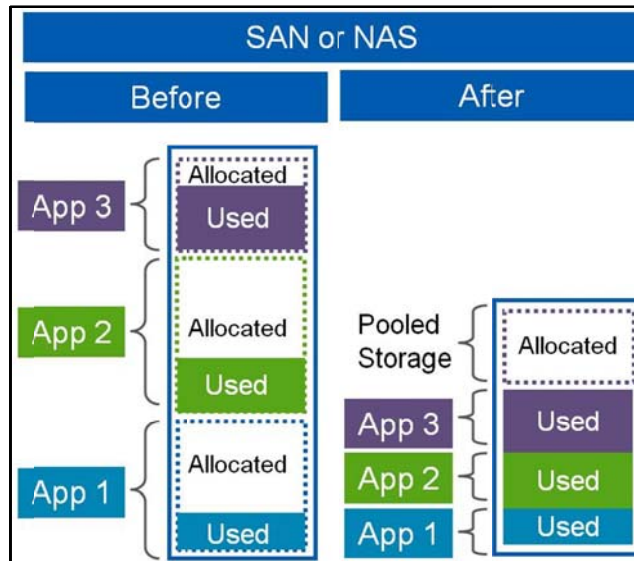 SAN or NAS
Before
After
App 3
Allocated
Used
App 2
Allocated
Used
App 1
Allocated
Used
Pooled
Storage
Allocated
App 3
Used
App 2
Used
App 1
Used